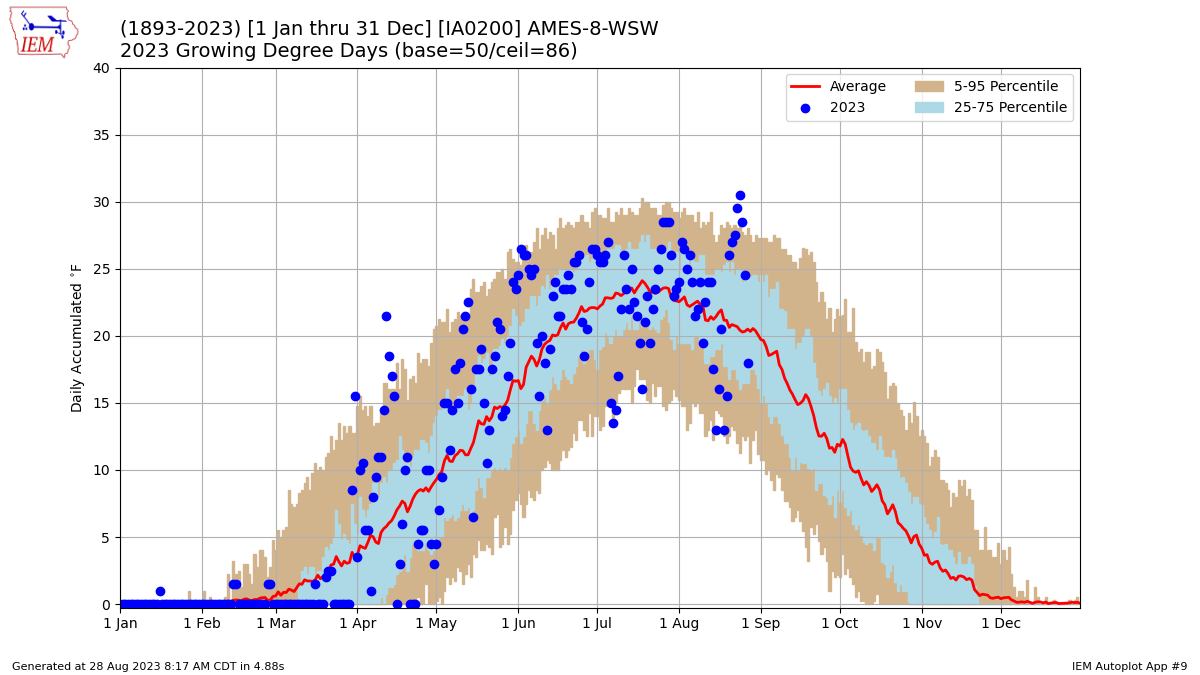 IEM
(1893-2023) [1 Jan thru 31 Dec] [IA0200] AMES-8-WSW
2023 Growing Degree Days (base=50/ceil=86)
Average
2023
5-95 Percentile
25-75 Percentile
Daily Accumulated °F
40
35
30
25
20
15
10
5
0
1 Jan 1 Feb 1 Mar 1 Apr 1 May 1 Jun 1 Jul 1 Aug 1 Sep 1 Oct 1 Nov 1 Dec
Generated at 28 Aug 2023 8:17 AM CDT in 4.88s
IEM Autoplot App #9